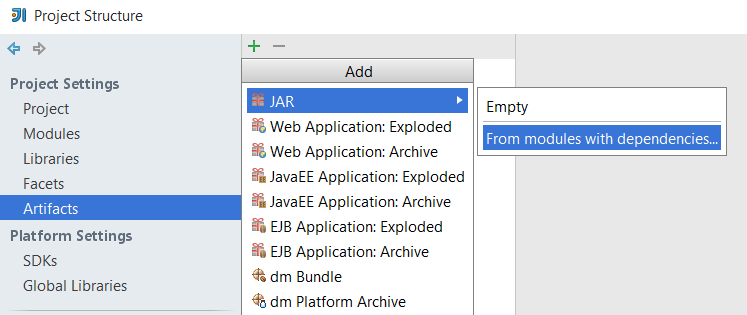 Project Structure
Project Settings
Project
Modules
Libraries
Facets
Artifacts
Platform Settings
SDKs
Global Libraries
Add
JAR
Web Application: Exploded
Web Application: Archive
JavaEE Application: Exploded
JavaEE Application: Archive
EJB Application: Exploded
EJB Application: Archive
dm Bundle
dm Platform Archive
Empty
From modules with dependencies...